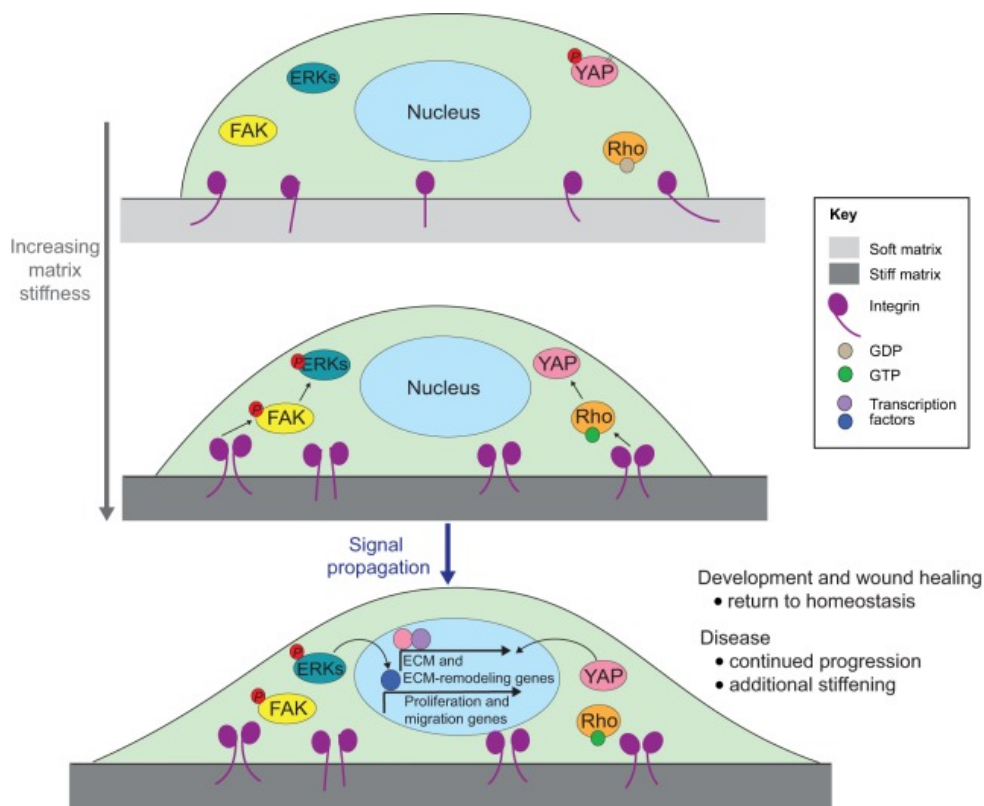 P
YAP
ERKs
Nucleus
FAK
Rho
Increasing
matrix
stiffness
Key
Soft matrix
Stiff matrix
Integrin
GDP
GTP
Transcription
factors
P
ERKs
YAP
Nucleus
P
FAK
Rho
Signal
propagation
Development and wound healing
• return to homeostasis
Disease
• continued progression
• additional stiffening
P
ERKs
ECM and
ECM-remodeling genes
YAP
P
FAK
Proliferation and
migration genes
Rho